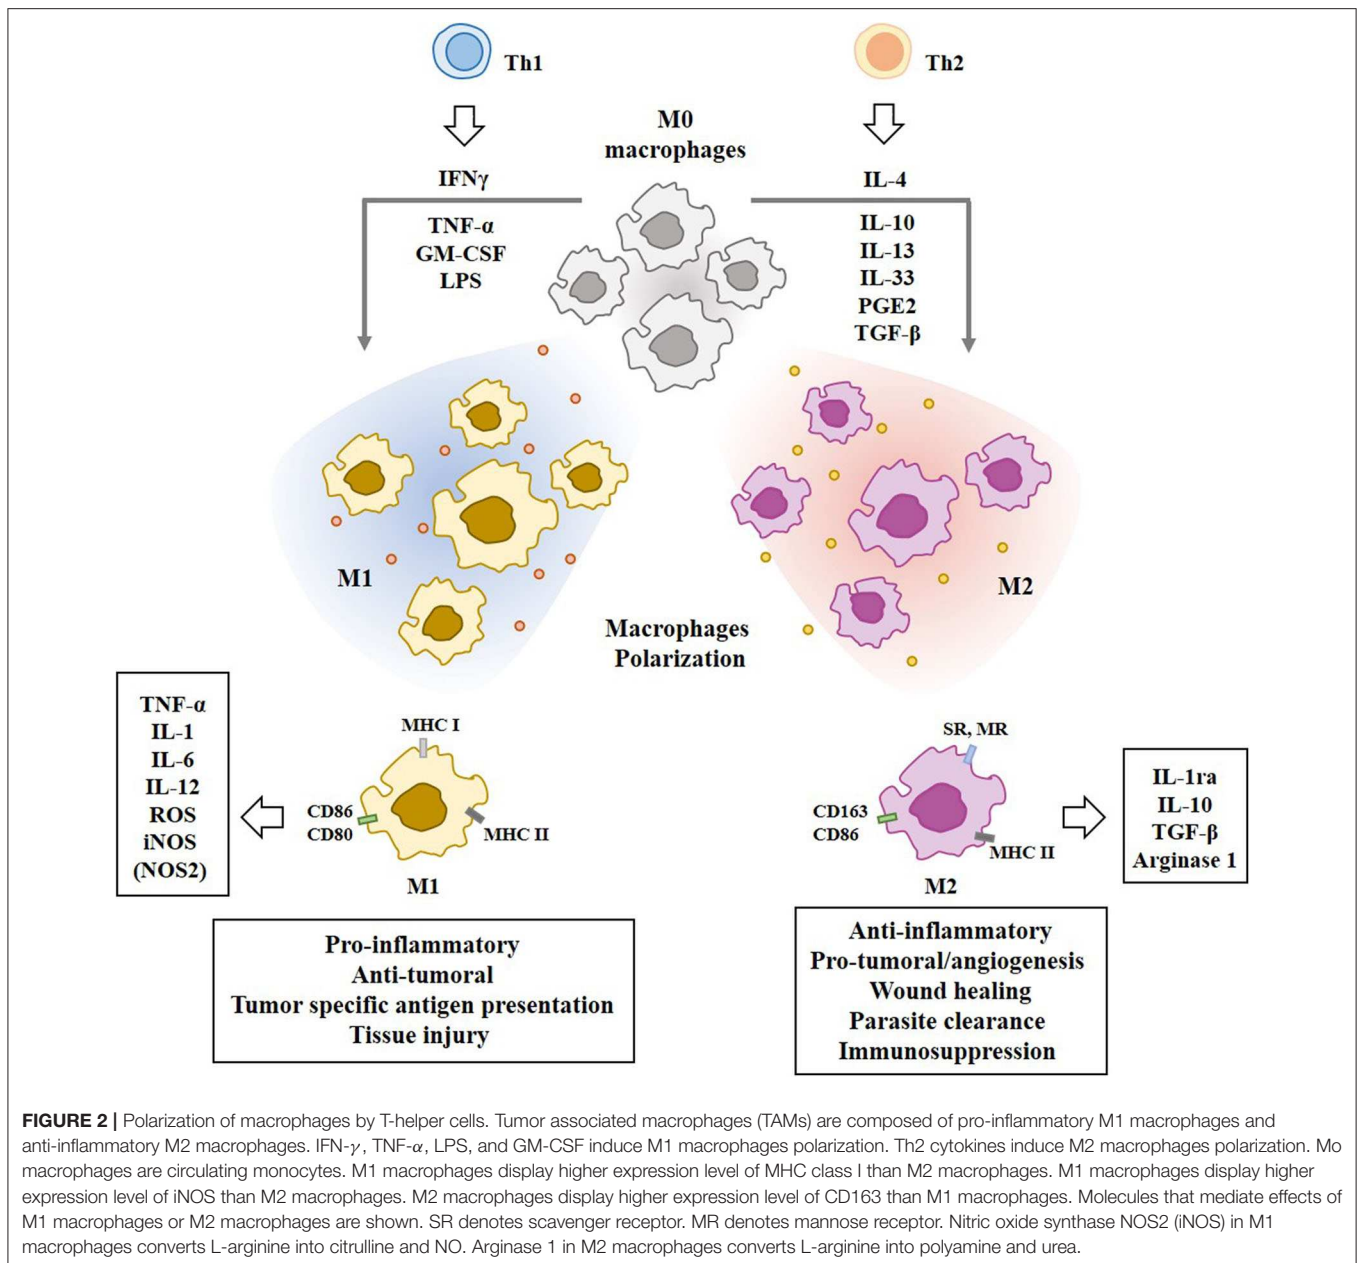 Th1
Th2
M0
macrophages
IFNγ
TNF-α
GM-CSF
LPS
IL-4
IL-10
IL-13
IL-33
PGE2
TGF-β
M1
M2
Macrophages
Polarization
TNF-α
IL-1
IL-6
IL-12
ROS
iNOS
(NOS2)
MHC I
CD86
CD80
MHC II
M1
SR, MR
CD163
CD86
MHC II
M2
IL-1ra
IL-10
TGF-β
Arginase 1
Pro-inflammatory
Anti-tumoral
Tumor specific antigen presentation
Tissue injury
Anti-inflammatory
Pro-tumoral/angiogenesis
Wound healing
Parasite clearance
Immunosuppression
FIGURE 2 | Polarization of macrophages by T-helper cells. Tumor associated macrophages (TAMs) are composed of pro-inflammatory M1 macrophages and
anti-inflammatory M2 macrophages. IFN-γ, TNF-α, LPS, and GM-CSF induce M1 macrophages polarization. Th2 cytokines induce M2 macrophages polarization. Mo
macrophages are circulating monocytes. M1 macrophages display higher expression level of MHC class I than M2 macrophages. M1 macrophages display higher
expression level of iNOS than M2 macrophages. M2 macrophages display higher expression level of CD163 than M1 macrophages. Molecules that mediate effects of
M1 macrophages or M2 macrophages are shown. SR denotes scavenger receptor. MR denotes mannose receptor. Nitric oxide synthase NOS2 (iNOS) in M1
macrophages converts L-arginine into citrulline and NO. Arginase 1 in M2 macrophages converts L-arginine into polyamine and urea.